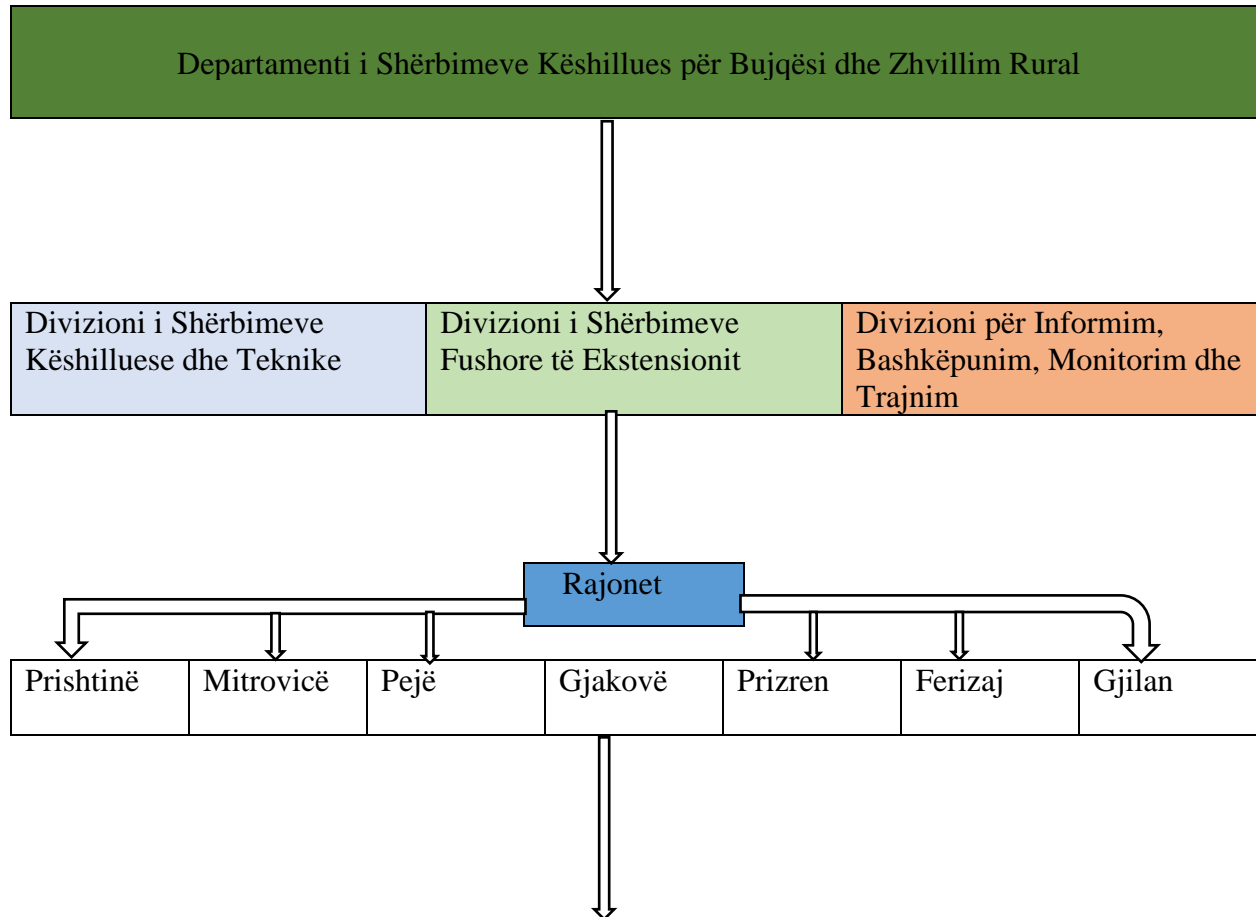 Departamenti i Shërbimeve Këshillues për Bujqësi dhe Zhvillim Rural
Divizioni i Shërbimeve
Këshilluese dhe Teknike
Divizioni i Shërbimeve
Fushore të Ekstensionit
Divizioni për Informim,
Bashkëpunim, Monitorim dhe
Trajnim
Rajonet
Prishtinë
Mitrovicë
Pejë
Gjakovë
Prizren
Ferizaj
Gjilan